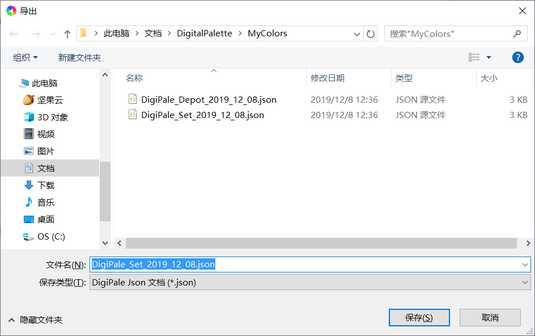 导出
此电脑 › 文档 › DigitalPalette › MyColors
搜索"MyColors"
组织 新建文件夹
名称 修改日期 类型 大小
DigiPale_Depot_2019_12_08.json 2019/12/8 12:36 JSON 源文件 3 KB
DigiPale_Set_2019_12_08.json 2019/12/8 12:36 JSON 源文件 3 KB
此电脑
坚果云
3D 对象
视频
图片
文档
下载
音乐
桌面
OS (C:)
文件名(N): DigiPale_Set_2019_12_08.json
保存类型(T): DigiPale Json 文档 (*.json)
隐藏文件夹 保存(S) 取消